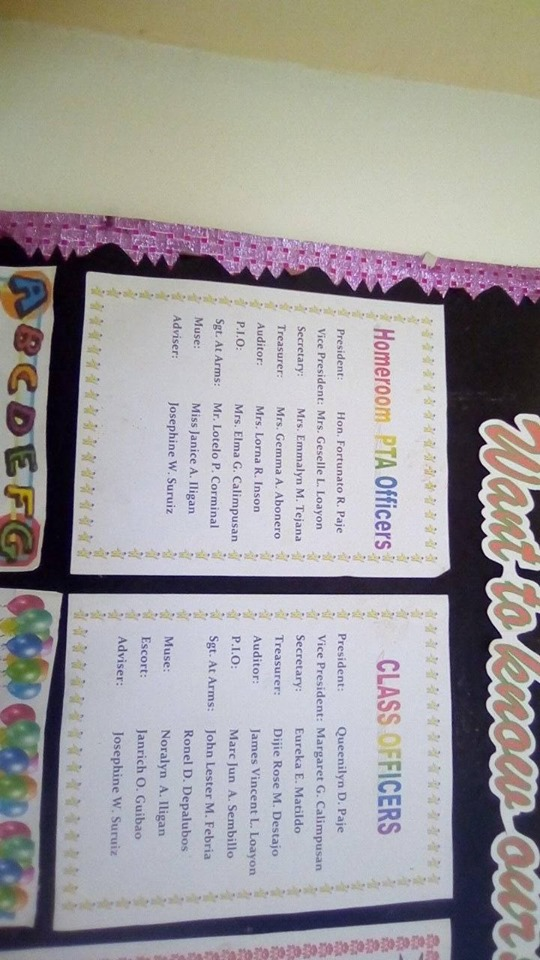 Want to know our
Homeroom PTA Officers
President: Hon. Fortunato R. Paje
Vice President: Mrs. Geselle L. Loayon
Secretary: Mrs. Emmalyn M. Tejana
Treasurer: Mrs. Gemma A. Abonero
Auditor: Mrs. Lorna R. Inson
P.I.O: Mrs. Elma G. Calimpusan
Sgt. At Arms: Mr. Lotelo P. Corminal
Muse: Miss Janice A. Iligan
Adviser: Josephine W. Suruiz
CLASS OFFICERS
President: Queenilyn D. Paje
Vice President: Margaret G. Calimpusan
Secretary: Eureka E. Matildo
Treasurer: Dijie Rose M. Destajo
Auditor: James Vincent L. Loayon
P.I.O: Marc Jun A. Sembillo
Sgt. At Arms: John Lester M. Febria
Ronel D. Depalubos
Muse: Noralyn A. Iligan
Escort: Janrich O. Guibao
Adviser: Josephine W. Suruiz
A B C D E F G